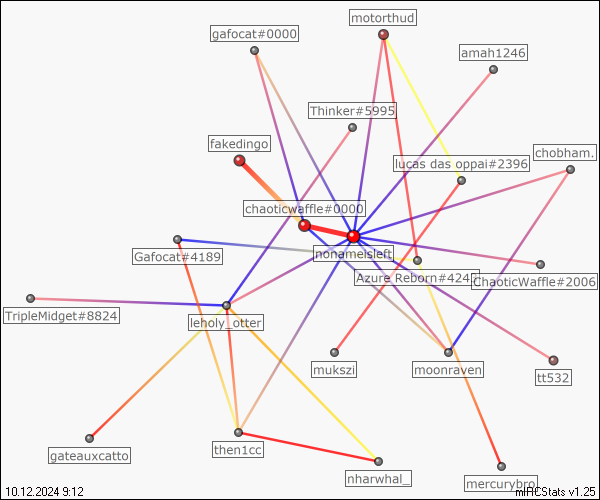 motorthud
gafocat#0000
amah1246
Thinker#5995
fakedingo
chobham.
lucas das oppai#2396
chaoticwaffle#0000
nonameisleft
Gafocat#4189
Azure Reborn#424
ChaoticWaffle#2006
TripleMidget#8824
leholy_otter
mukszi
moonraven
tt532
gateauxcatto
then1cc
nharwhal_
mercurybro
10.12.2024 9:12
mIRCStats v1.25